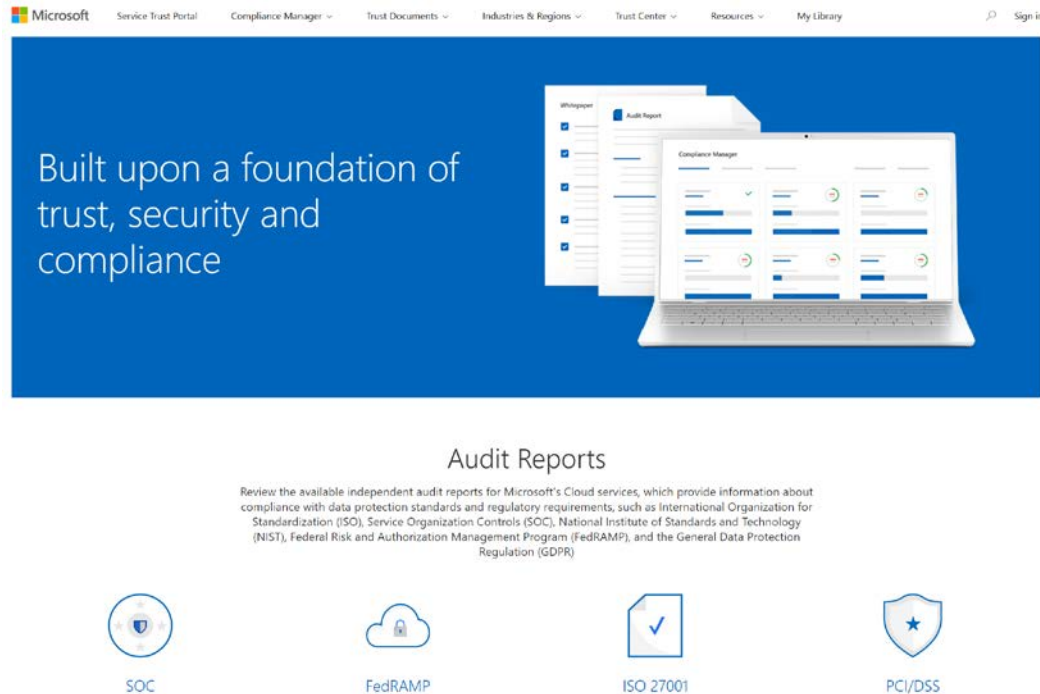 Microsoft Service Trust Portal Compliance Manager Trust Documents Industries & Regions Trust Center Resources My Library Sign in
Whitepaper
Audit Report
Compliance Manager
Built upon a foundation of
trust, security and
compliance
Audit Reports
Review the available independent audit reports for Microsoft's Cloud services, which provide information about
compliance with data protection standards and regulatory requirements, such as International Organization for
Standardization (ISO), Service Organization Controls (SOC), National Institute of Standards and Technology
(NIST), Federal Risk and Authorization Management Program (FedRAMP), and the General Data Protection
Regulation (GDPR)
SOC FedRAMP ISO 27001 PCI/DSS